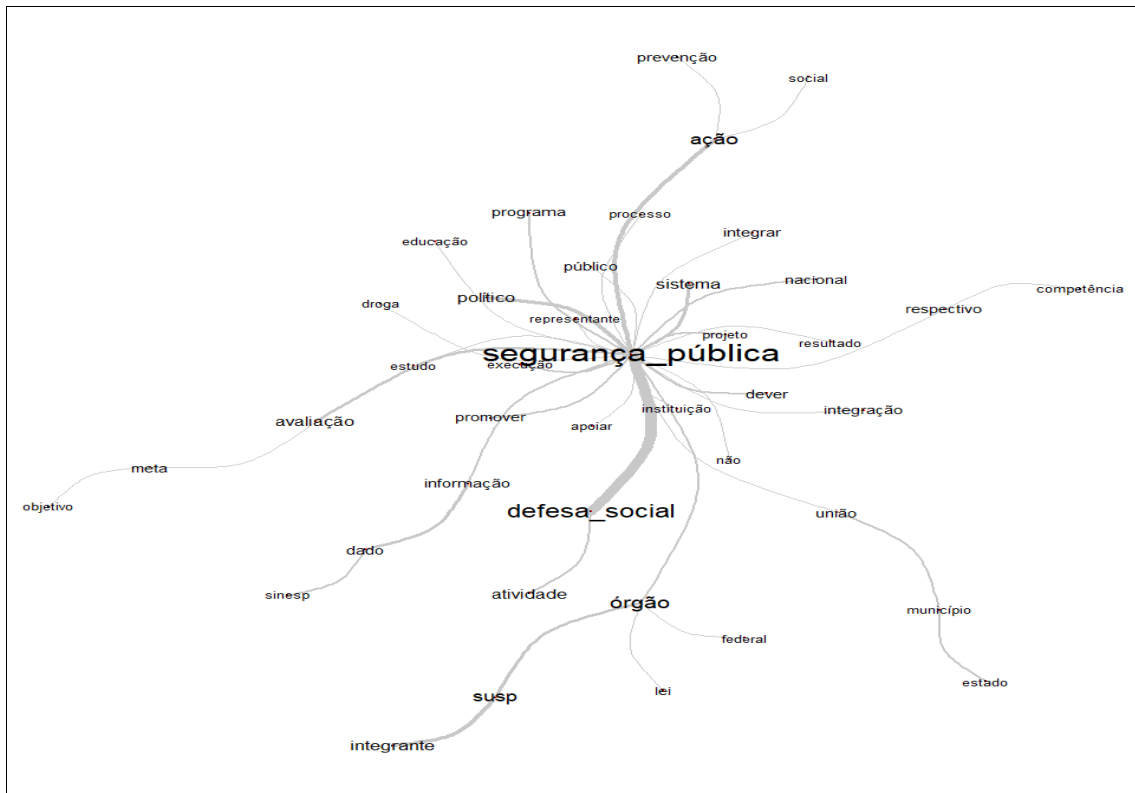 prevenção
social
ação
programa
processo
integrar
educação
público
nacional
sistema
competência
político
droga
respectivo
representante
projeto
resultado
segurança_pública
estudo
execução
dever
instituição
integração
avaliação
promover
apoiar
não
meta
informação
objetivo
defesa_social
união
dado
sinesp
atividade
órgão
município
federal
estado
lei
susp
integrante